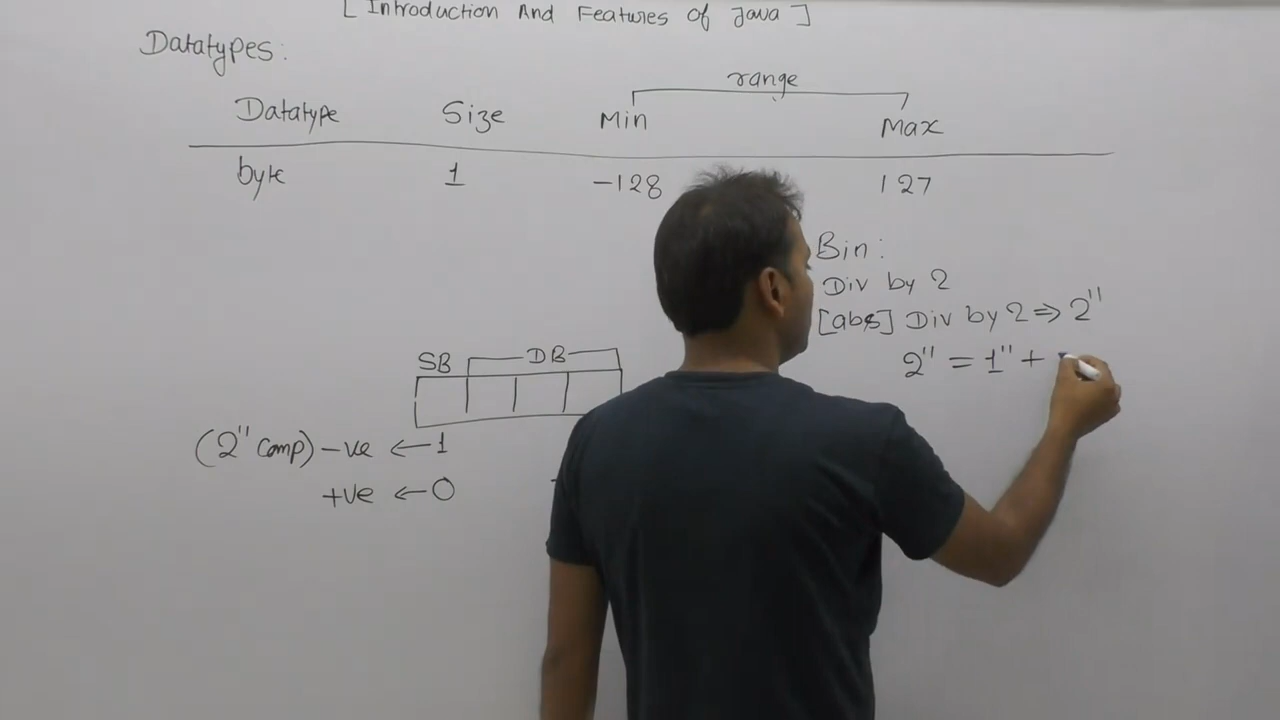 [ Introduction And Features Of Java ]
Datatypes:
range
Datatype Size Min Max
byte 1 -128 127
Bin:
Div by 2
[abs] Div by 2 ⇒ 2"
2" = 1" +
SB DB
(2" Comp) -ve ← 1
+ve ← 0